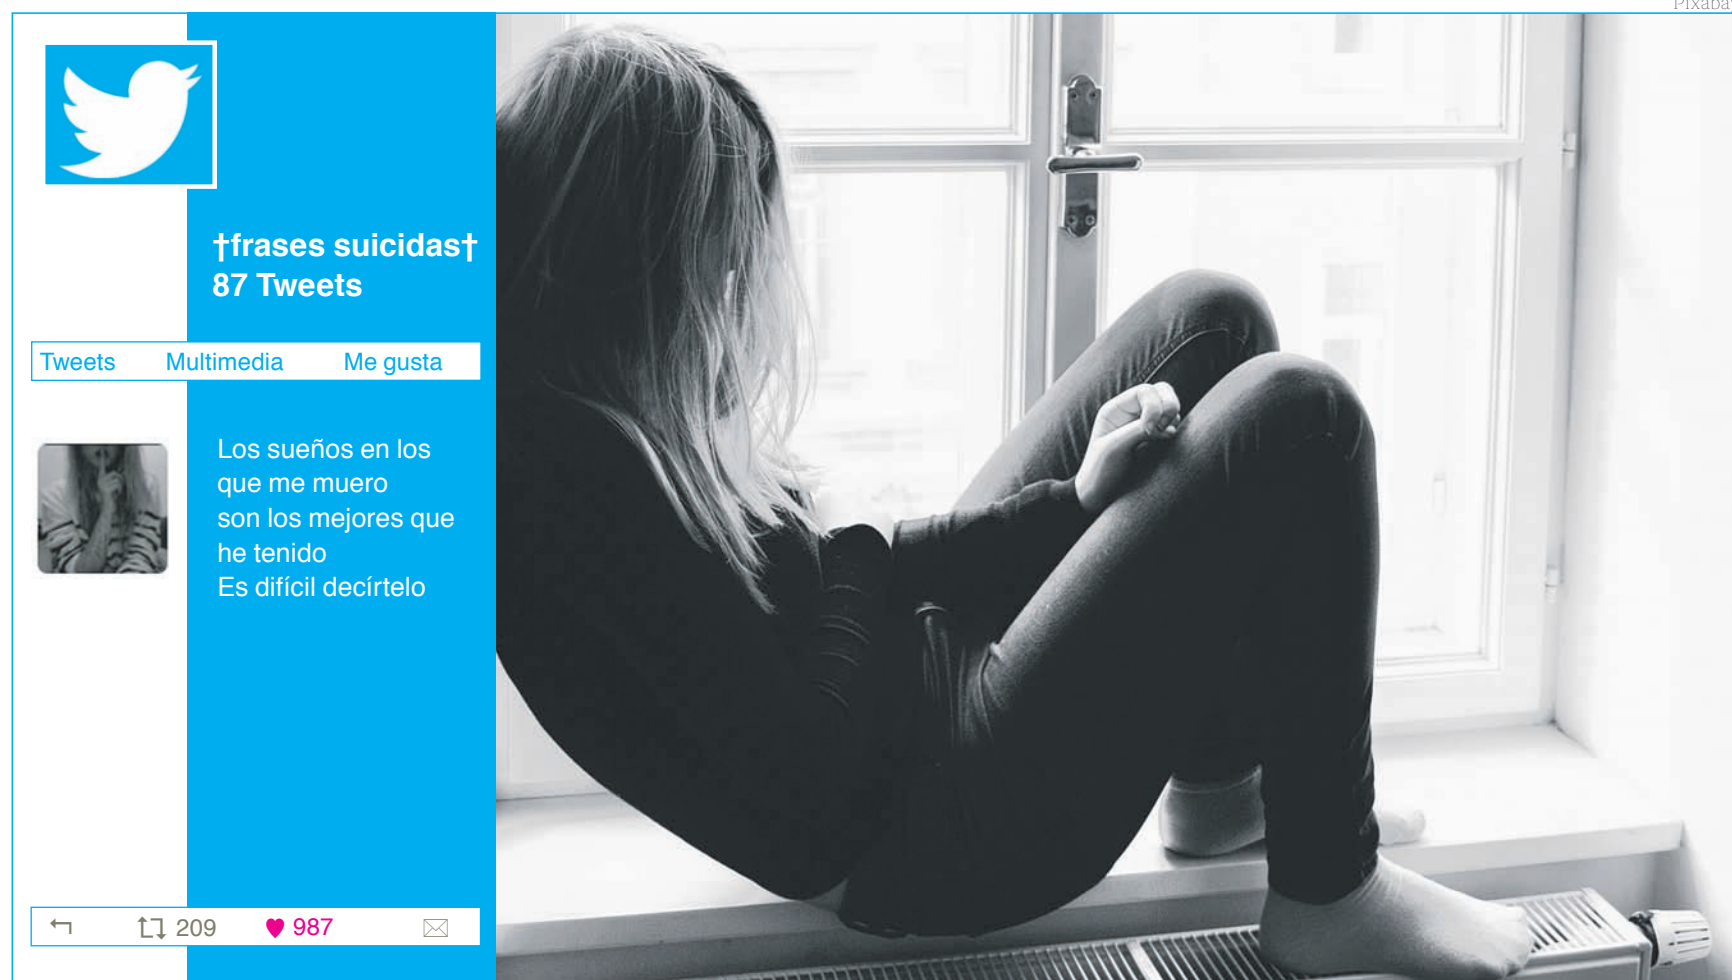 Pixabay
†frases suicidas†
87 Tweets
Tweets Multimedia Me gusta
Los sueños en los
que me muero
son los mejores que
he tenido
Es difícil decírtelo
209 987